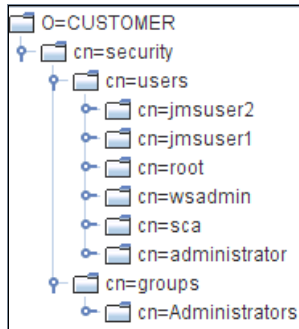 O=CUSTOMER
cn=security
cn=users
cn=jmsuser2
cn=jmsuser1
cn=root
cn=wsadmin
cn=sca
cn=administrator
cn=groups
cn=Administrators